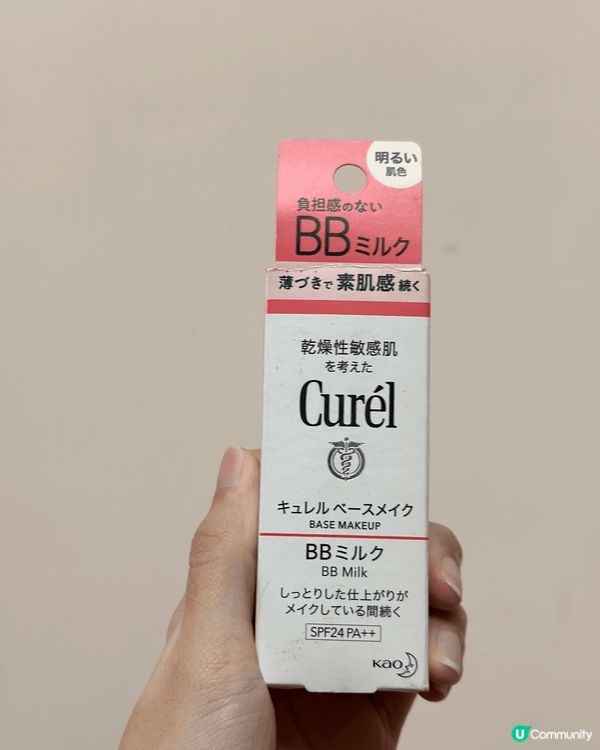 明るい
肌色
負担感のない
BBミルク
薄づきで素肌感続く
乾燥性敏感肌
を考えた
Curél
キュレル ベースメイク
BASE MAKEUP
BBミルク
BB Milk
しっとりした仕上がりが
メイクしている間続く
SPF24 PA++
Kao
U Community